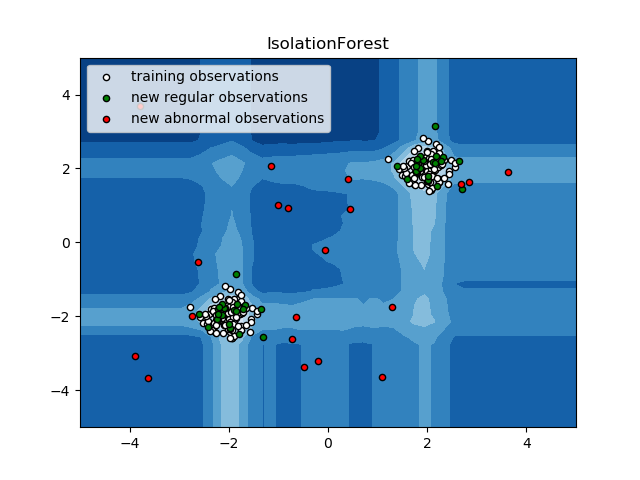 IsolationForest
training observations
new regular observations
new abnormal observations
4
2
0
−2
−4
−4 −2 0 2 4